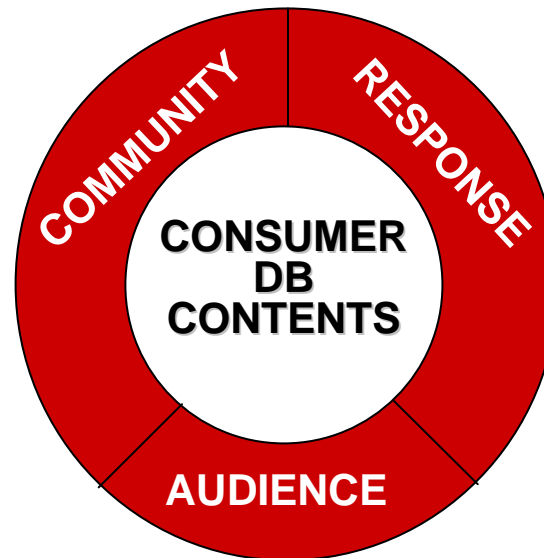 COMMUNITY
RESPONSE
CONSUMER
DB
CONTENTS
AUDIENCE